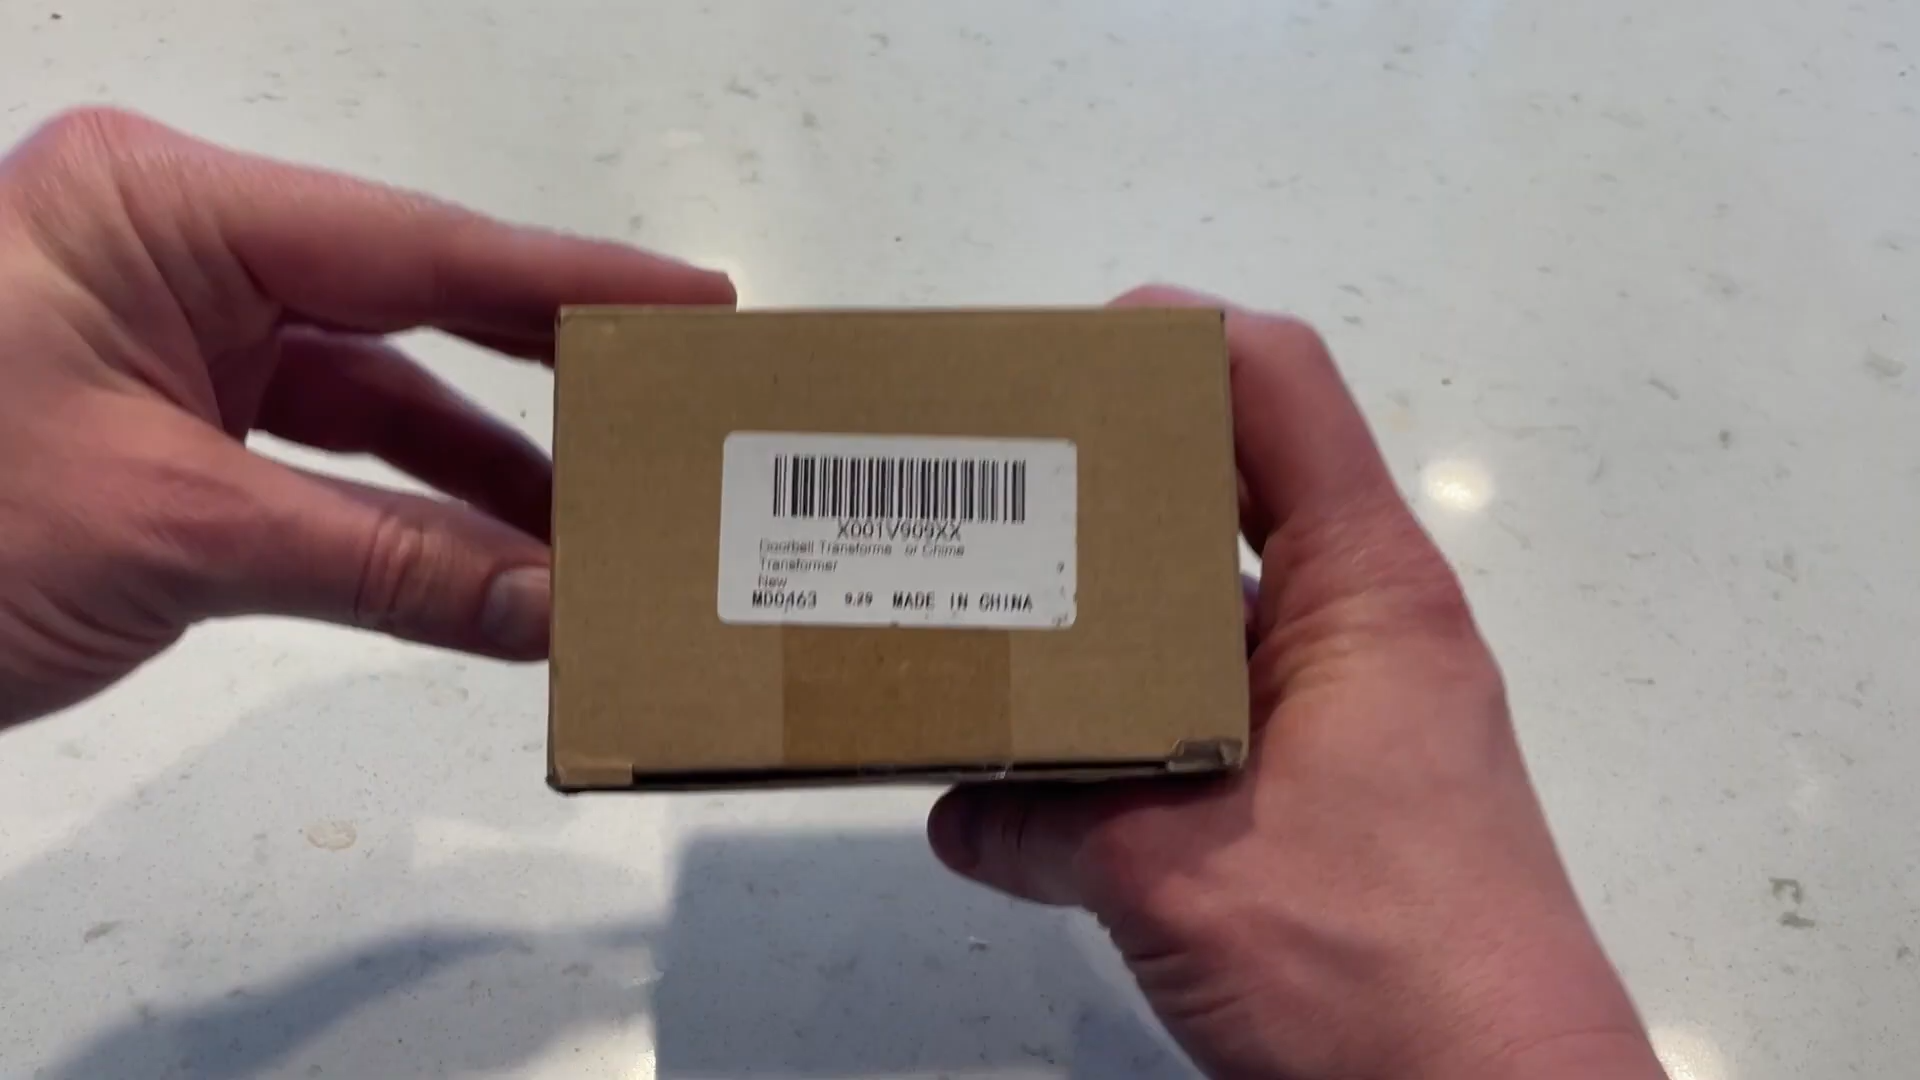 X001V909XX
Doorbell Transforme or Chime
Transformer
New
MD0463 9.29 MADE IN CHINA